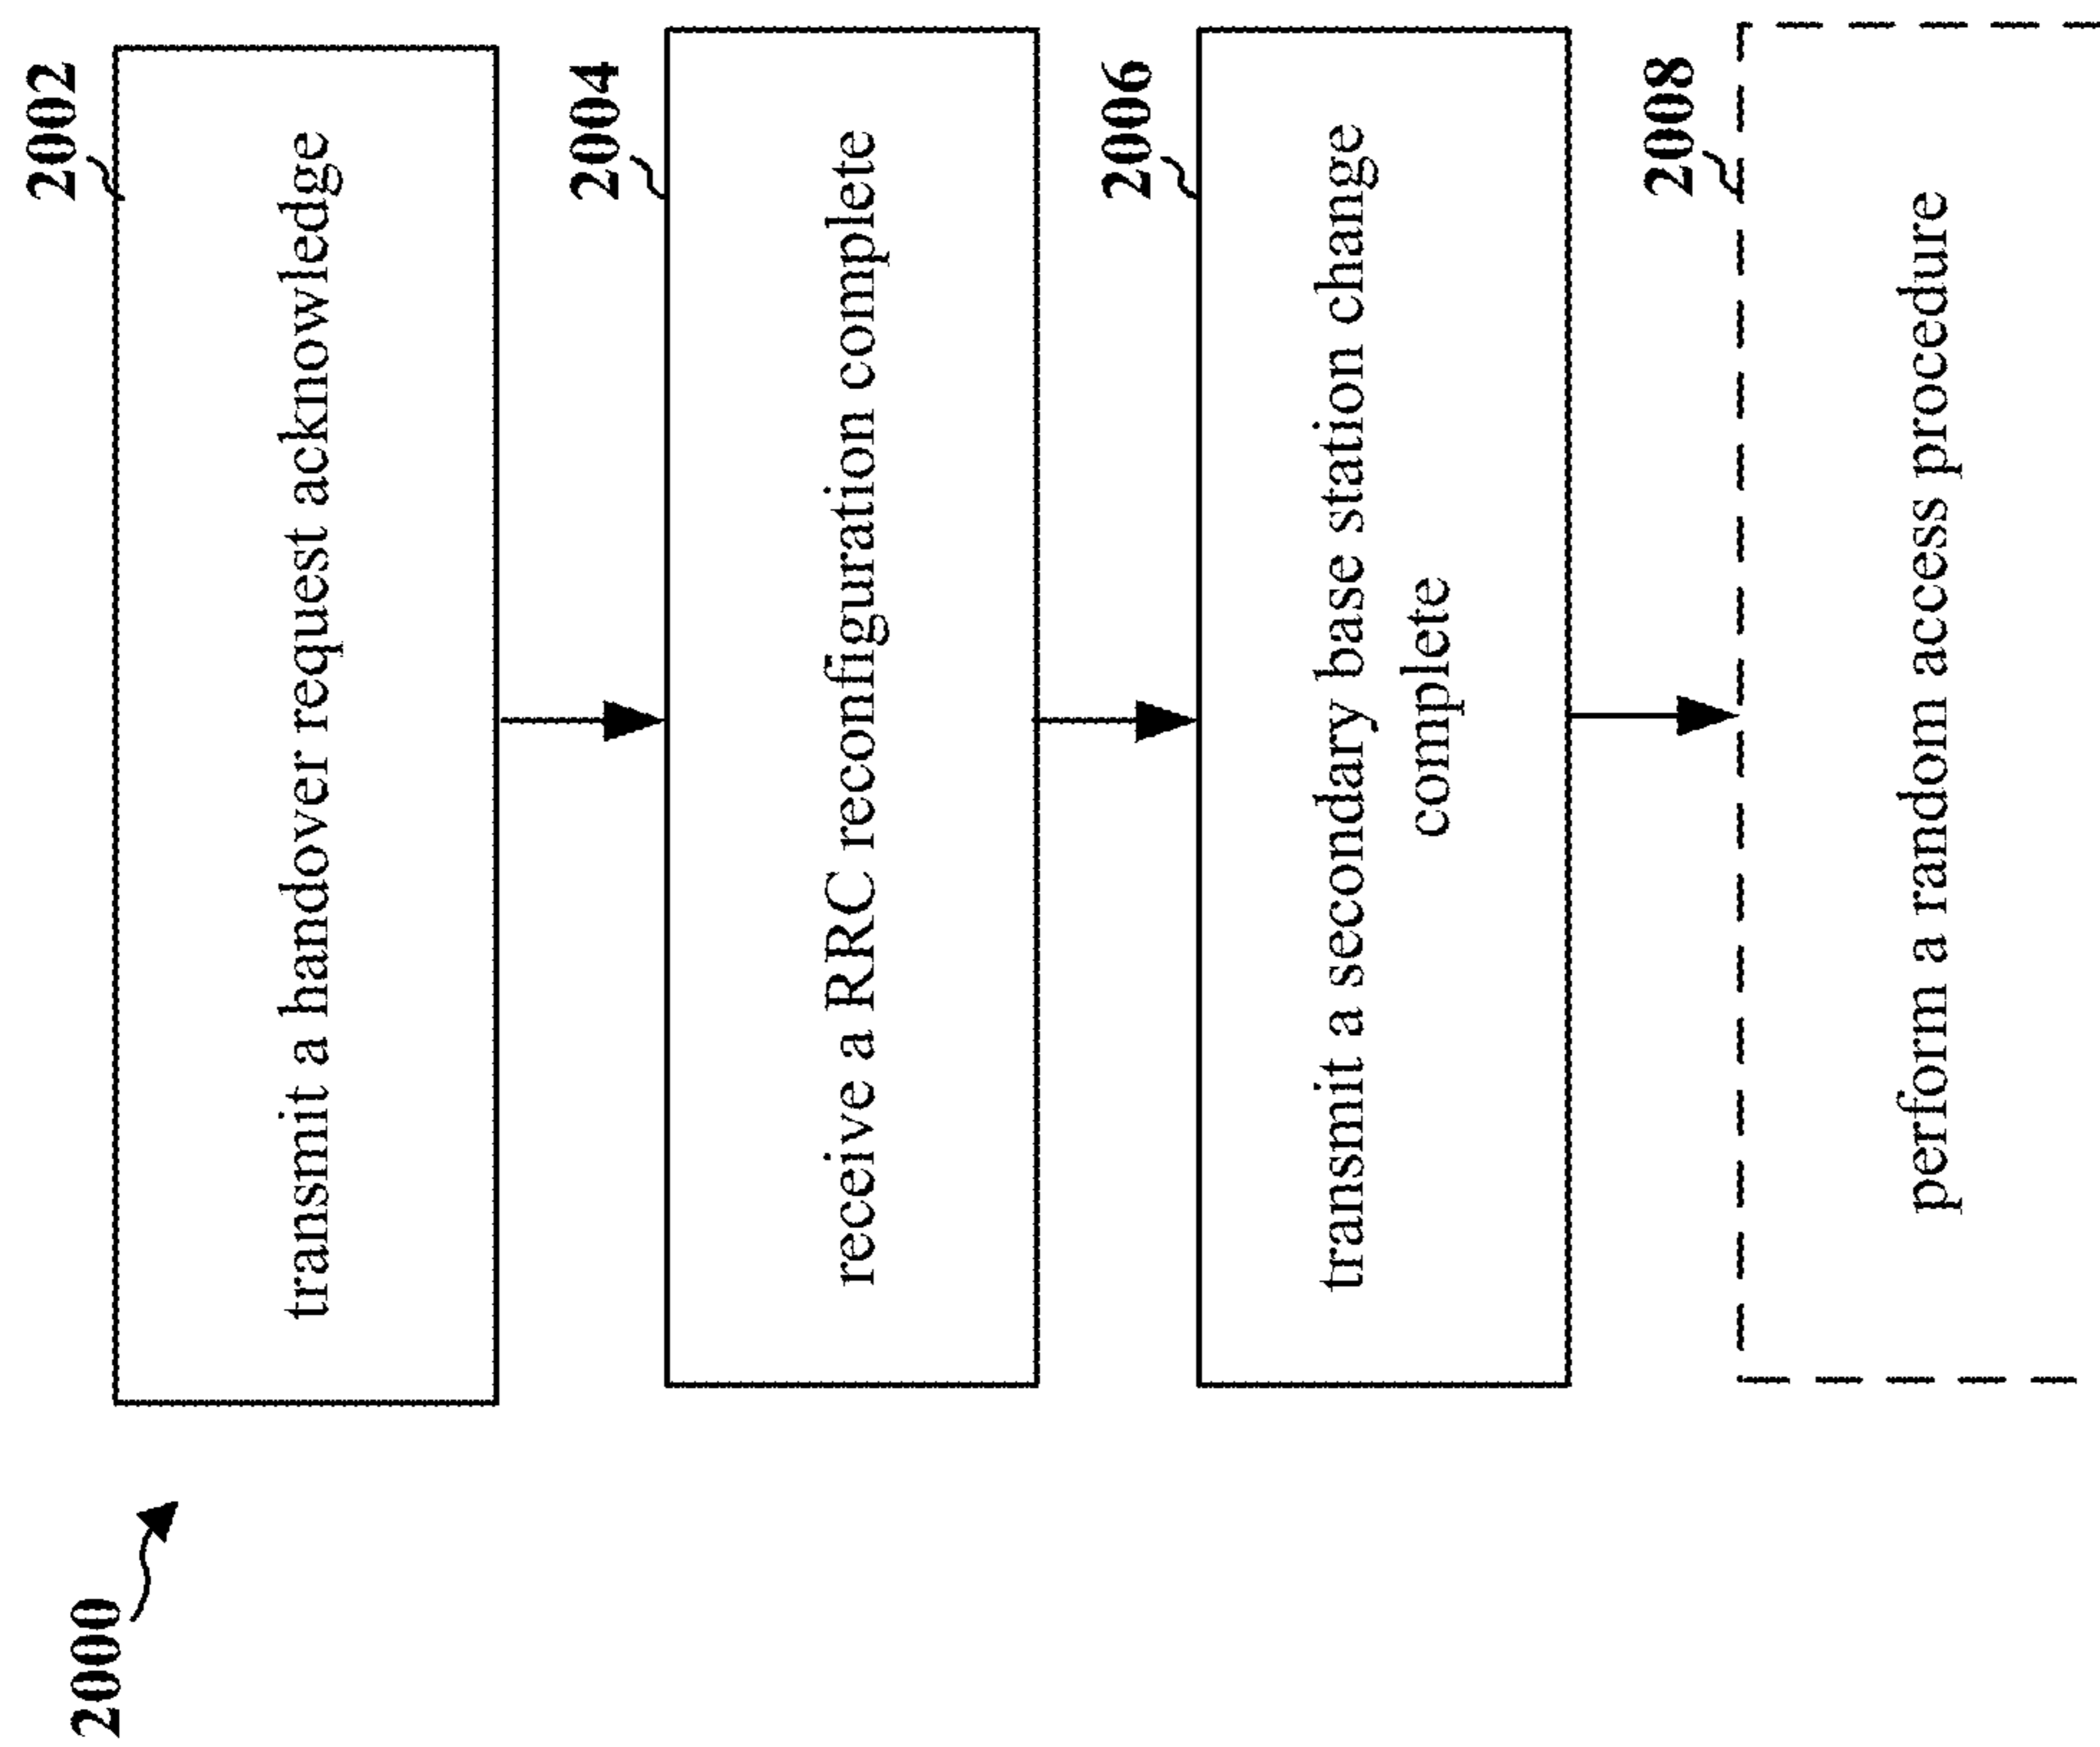 2000
2002
transmit a handover request acknowledge
2004
receive a RRC reconfiguration complete
2006
transmit a secondary base station change
complete
2008
perform a random access procedure